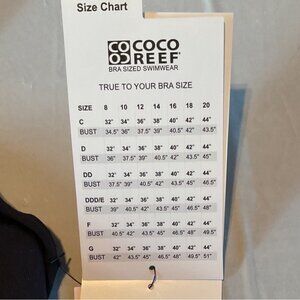 Size Chart
COCO REEF
BRA SIZED SWIMWEAR
TRUE TO YOUR BRA SIZE
SIZE 8 10 12 14 16 18 20
C 32" 34" 36" 38" 40" 42" 44"
BUST 34.5" 36" 37.5" 39" 40.5" 42" 43.5"
D 32" 34" 36" 38" 40" 42" 44"
BUST 36" 37.5" 39" 40.5" 42" 43.5" 45"
DD 32" 34" 36" 38" 40" 42" 44"
BUST 37.5" 39" 40.5" 42" 43.5" 45" 46.5"
DDD/E 32" 34" 36" 38" 40" 42" 44"
BUST 39" 40.5" 42" 43.5" 45" 46.5" 48"
F 32" 34" 36" 38" 40" 42" 44"
BUST 40.5" 42" 43.5" 45" 46.5" 48" 49.5"
G 32" 34" 36" 38" 40" 42" 44"
BUST 42" 43.5" 45" 46.5" 48" 49.5" 51"